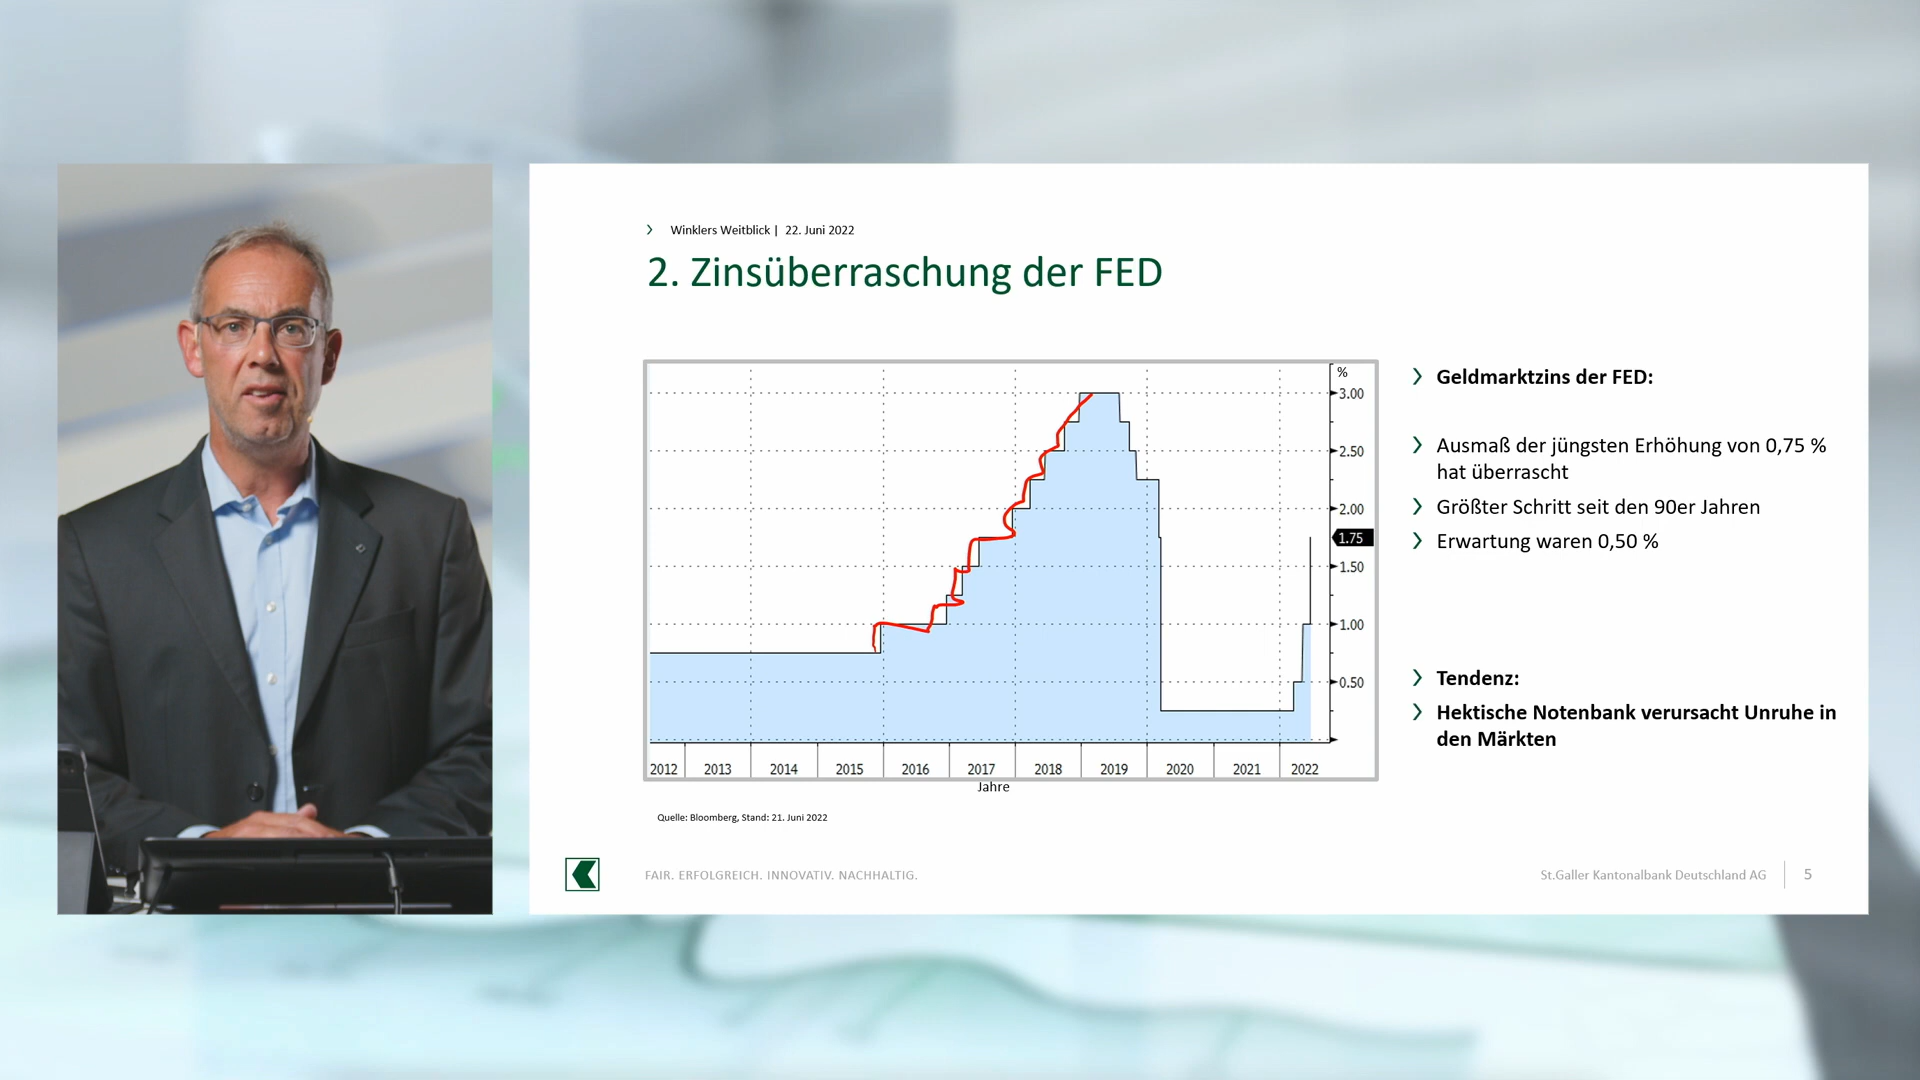 Winklers Weitblick | 22. Juni 2022
2. Zinsüberraschung der FED
%
3.00
2.50
2.00
1.75
1.50
1.00
0.50
2012 2013 2014 2015 2016 2017 2018 2019 2020 2021 2022
Jahre
Quelle: Bloomberg, Stand: 21. Juni 2022
Geldmarktzins der FED:
Ausmaß der jüngsten Erhöhung von 0,75 %
hat überrascht
Größter Schritt seit den 90er Jahren
Erwartung waren 0,50 %
Tendenz:
Hektische Notenbank verursacht Unruhe in
den Märkten
FAIR. ERFOLGREICH. INNOVATIV. NACHHALTIG.
St.Galler Kantonalbank Deutschland AG 5